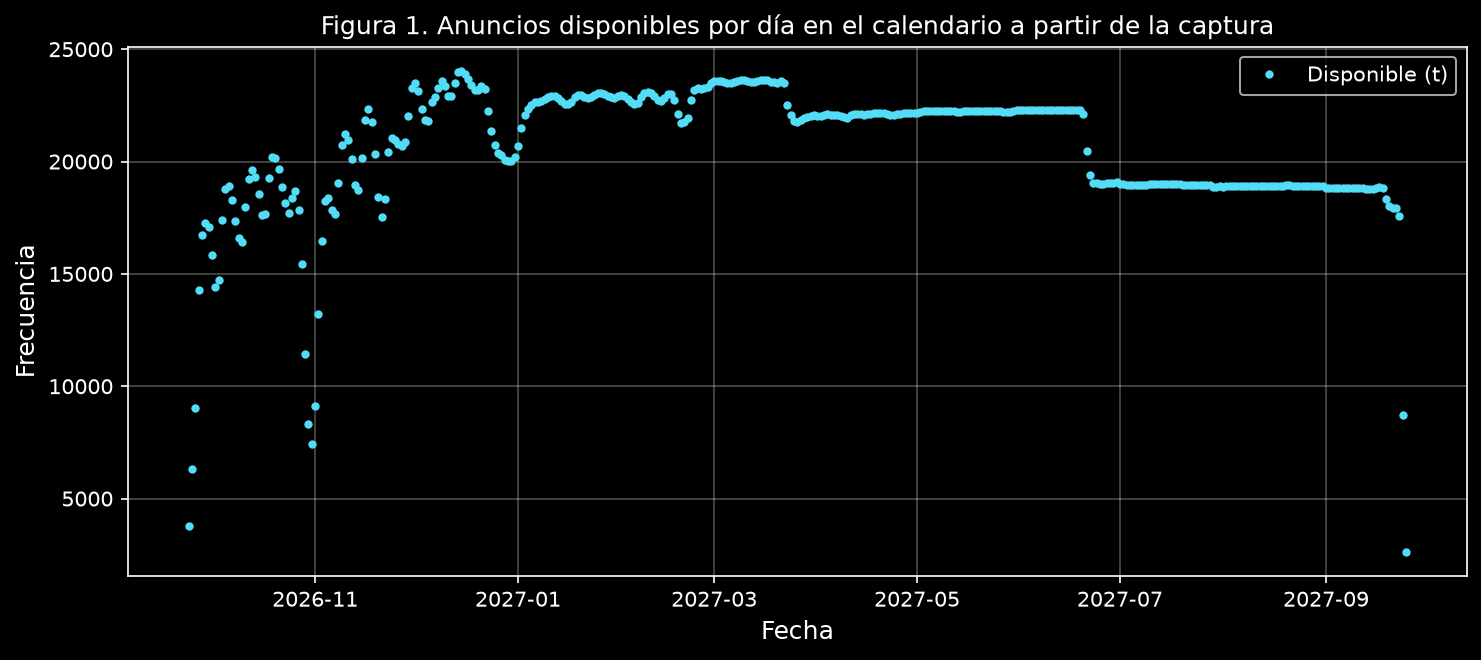 Figura 1. Anuncios disponibles por día en el calendario a partir de la captura
Disponible (t)
Frecuencia
25000
20000
15000
10000
5000
2026-11
2027-01
2027-03
2027-05
2027-07
2027-09
Fecha